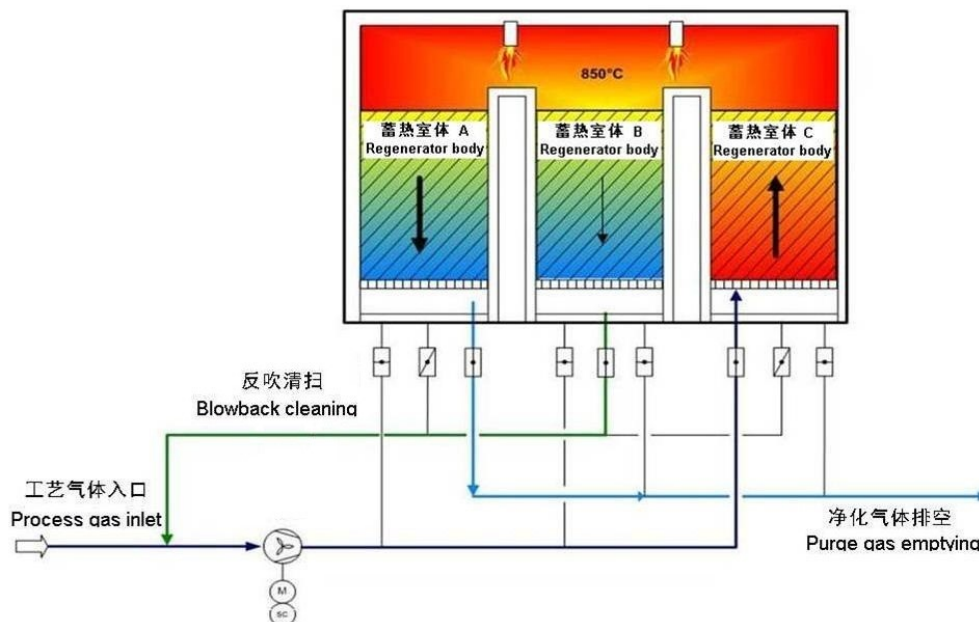 850°C
蓄热室体 A
Regenerator body
蓄热室体 B
Regenerator body
蓄热室体 C
Regenerator body
反吹清扫
Blowback cleaning
工艺气体入口
Process gas inlet
净化气体排空
Purge gas emptying
M
SC